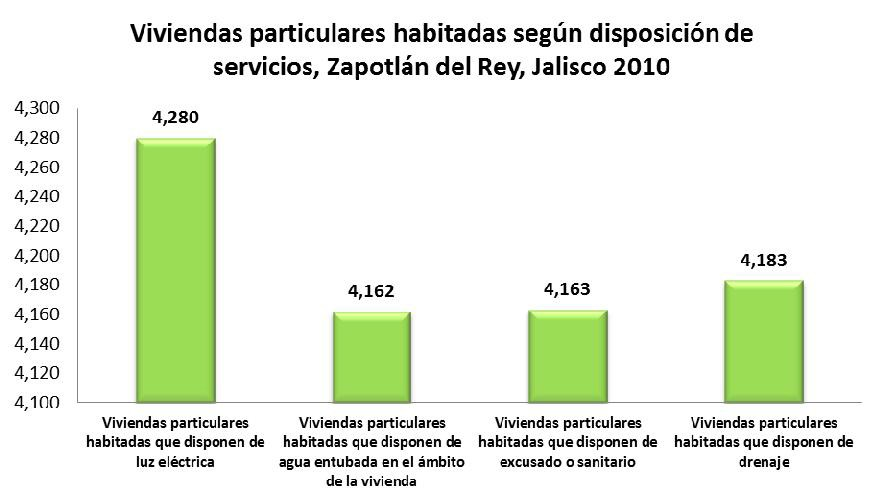 Viviendas particulares habitadas según disposición de
servicios, Zapotlán del Rey, Jalisco 2010
4,300
4,280
4,260
4,240
4,220
4,200
4,180
4,160
4,140
4,120
4,100
4,280
4,162
4,163
4,183
Viviendas particulares
habitadas que disponen de
luz eléctrica
Viviendas particulares
habitadas que disponen de
agua entubada en el ámbito
de la vivienda
Viviendas particulares
habitadas que disponen de
excusado o sanitario
Viviendas particulares
habitadas que disponen de
drenaje